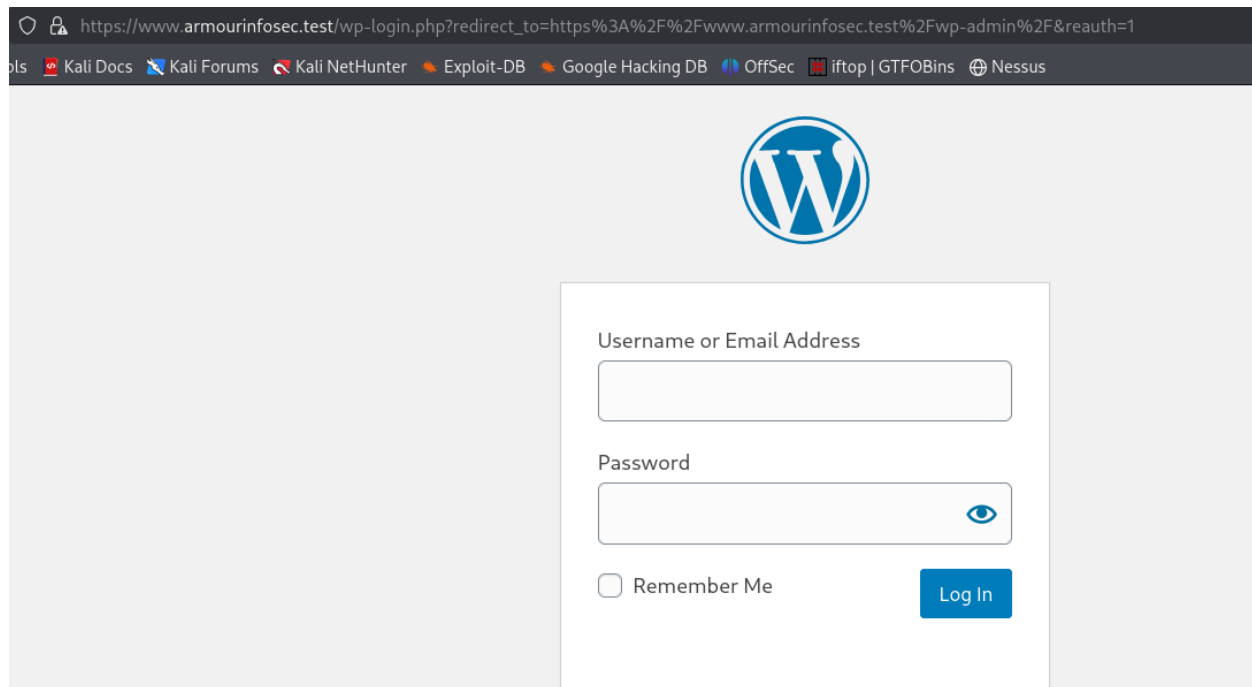 https://www.armourinfosec.test/wp-login.php?redirect_to=https%3A%2F%2Fwww.armourinfosec.test%2Fwp-admin%2F&reauth=1
ols Kali Docs Kali Forums Kali NetHunter Exploit-DB Google Hacking DB OffSec iftop | GTFOBins Nessus
Username or Email Address
Password
Remember Me
Log In